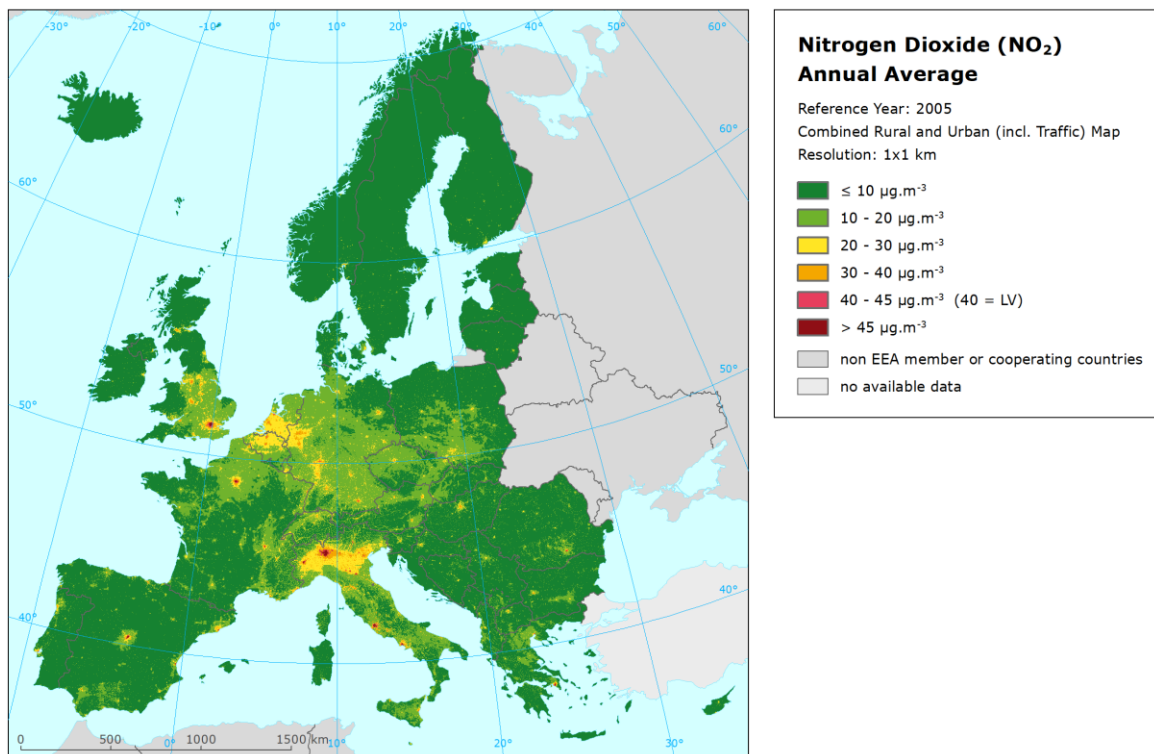 -30° -20° -10° 0° 10° 20° 30° 40° 50° 60°
60°
60°
50°
50°
40°
40°
0 500 1000 1500 km
0° 10° 20° 30°
Nitrogen Dioxide (NO₂)
Annual Average
Reference Year: 2005
Combined Rural and Urban (incl. Traffic) Map
Resolution: 1x1 km
≤ 10 µg.m⁻³
10 - 20 µg.m⁻³
20 - 30 µg.m⁻³
30 - 40 µg.m⁻³
40 - 45 µg.m⁻³ (40 = LV)
> 45 µg.m⁻³
non EEA member or cooperating countries
no available data